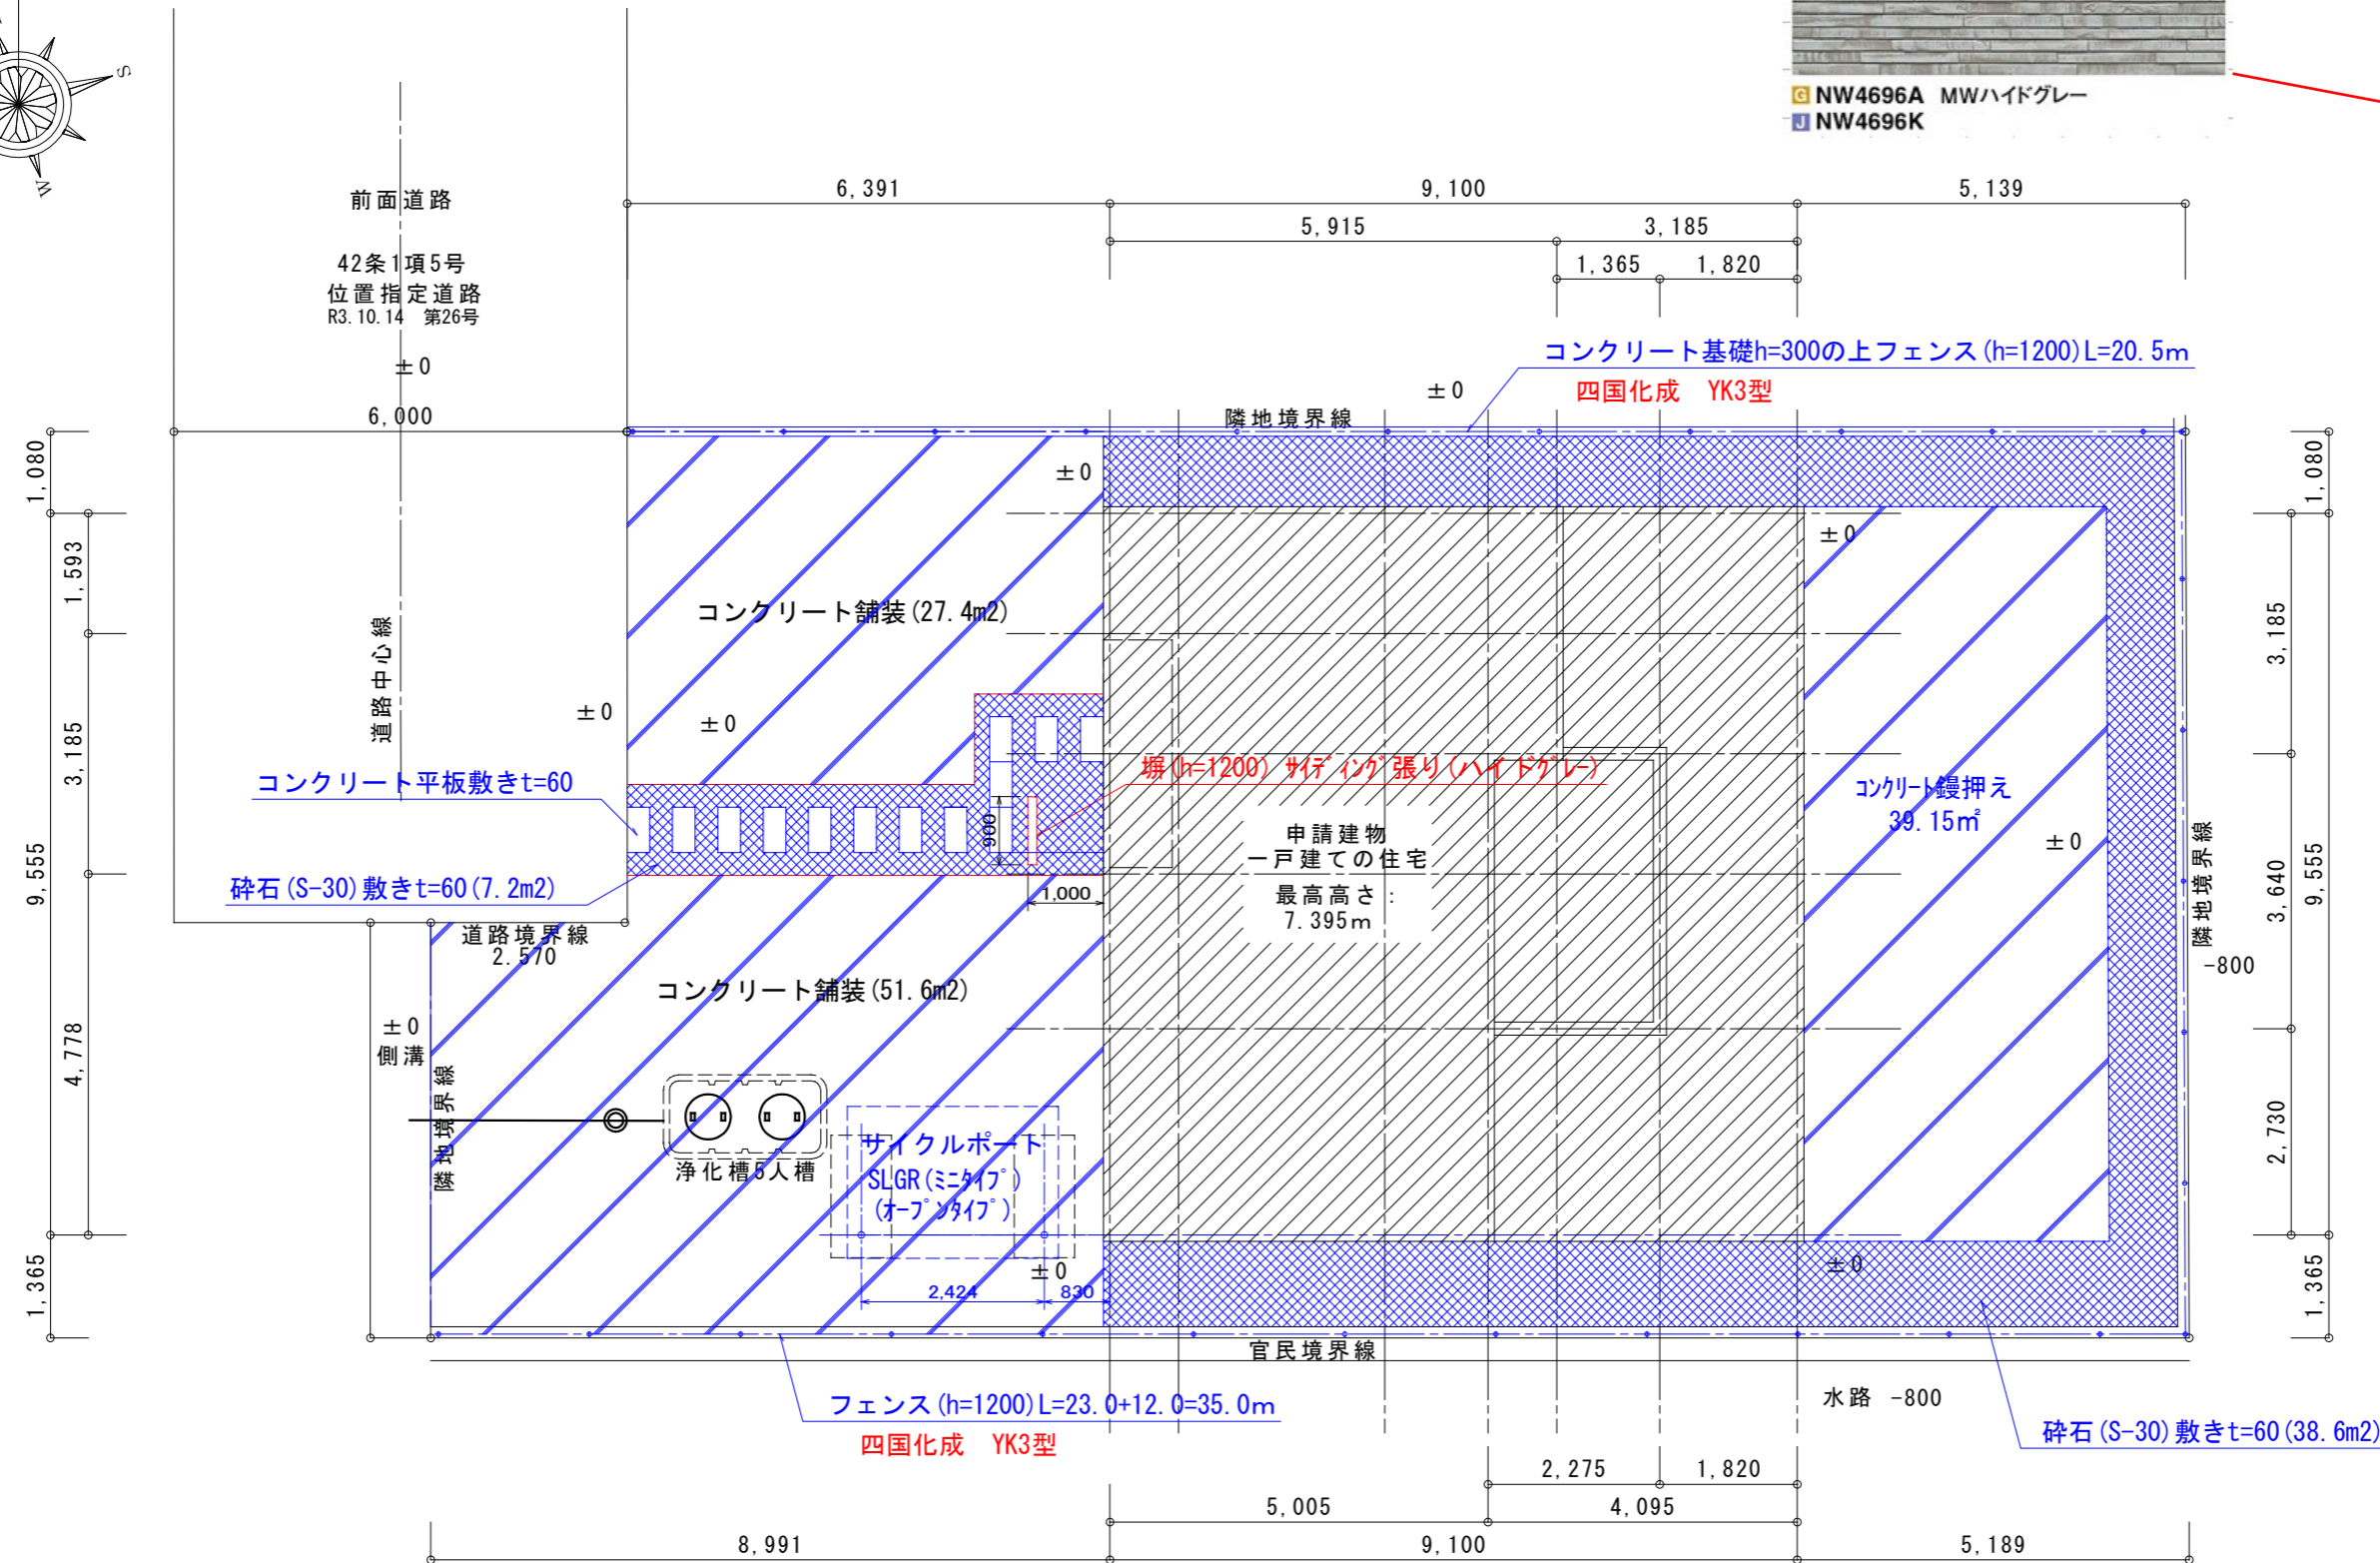 S
W
G NW4696A MWハイドグレー
J NW4696K
前面道路
42条1項5号
位置指定道路
R3.10.14 第26号
±0
6,000
6,391
9,100
5,139
5,915
3,185
1,365
1,820
コンクリート基礎h=300の上フェンス(h=1200)L=20.5m
四国化成 YK3型
±0
隣地境界線
1,080
1,593
3,185
9,555
4,778
1,365
道路中心線
±0
±0
コンクリート舗装(27.4m2)
±0
コンクリート平板敷きt=60
砕石(S-30)敷きt=60(7.2m2)
塀(h=1200) ｻｲﾃﾞｨﾝｸﾞ張り(ハイドグレー)
900
1,000
申請建物
一戸建ての住宅
最高高さ：
7.395m
±0
コンクリート鏝押え
39.15㎡
±0
隣地境界線
-800
1,080
3,185
3,640
9,555
2,730
1,365
道路境界線
2.570
コンクリート舗装(51.6m2)
±0
側溝
隣地境界線
浄化槽5人槽
サイクルポート
SLGR(ﾐﾆﾀｲﾌﾟ)
(ｵｰﾌﾟﾝﾀｲﾌﾟ)
±0
2,424
830
±0
官民境界線
フェンス(h=1200)L=23.0+12.0=35.0m
四国化成 YK3型
水路 -800
砕石(S-30)敷きt=60(38.6m2)
2,275
1,820
5,005
4,095
8,991
9,100
5,189